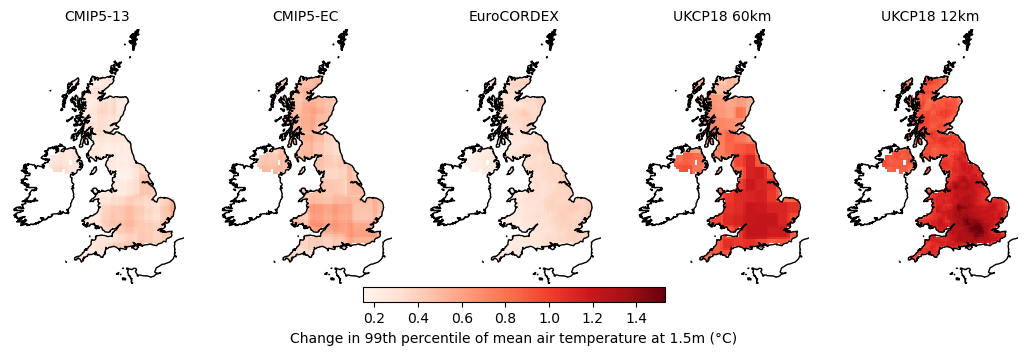 CMIP5-13 CMIP5-EC EuroCORDEX UKCP18 60km UKCP18 12km
0.2 0.4 0.6 0.8 1.0 1.2 1.4
Change in 99th percentile of mean air temperature at 1.5m (°C)